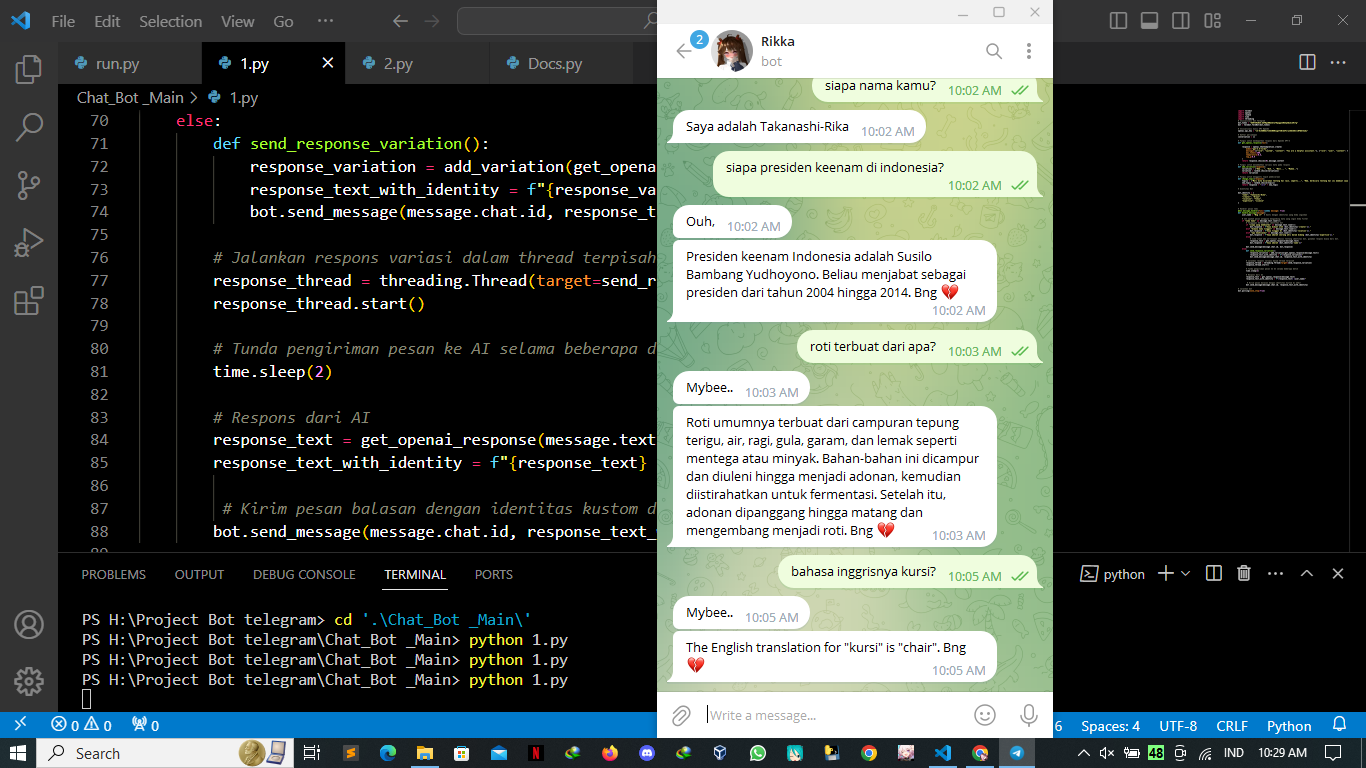 File Edit Selection View Go ···
run.py
1.py
2.py
Docs.py
Chat_Bot _Main > 1.py
70 else:
71 def send_response_variation():
72 response_variation = add_variation(get_opena
73 response_text_with_identity = f"{response_va
74 bot.send_message(message.chat.id, response_t
75
76 # Jalankan respons variasi dalam thread terpisah
77 response_thread = threading.Thread(target=send_r
78 response_thread.start()
79
80 # Tunda pengiriman pesan ke AI selama beberapa d
81 time.sleep(2)
82
83 # Respons dari AI
84 response_text = get_openai_response(message.text
85 response_text_with_identity = f"{response_text}
86
87 # Kirim pesan balasan dengan identitas kustom d
88 bot.send_message(message.chat.id, response_text_
PROBLEMS OUTPUT DEBUG CONSOLE TERMINAL PORTS
python
PS H:\Project Bot telegram> cd '.\Chat_Bot _Main\'
PS H:\Project Bot telegram\Chat_Bot _Main> python 1.py
PS H:\Project Bot telegram\Chat_Bot _Main> python 1.py
PS H:\Project Bot telegram\Chat_Bot _Main> python 1.py
2
Rikka
bot
siapa nama kamu? 10:02 AM
Saya adalah Takanashi-Rika 10:02 AM
siapa presiden keenam di indonesia?
10:02 AM
Ouh, 10:02 AM
Presiden keenam Indonesia adalah Susilo
Bambang Yudhoyono. Beliau menjabat sebagai
presiden dari tahun 2004 hingga 2014. Bng 💔
10:02 AM
roti terbuat dari apa? 10:03 AM
Mybee.. 10:03 AM
Roti umumnya terbuat dari campuran tepung
terigu, air, ragi, gula, garam, dan lemak seperti
mentega atau minyak. Bahan-bahan ini dicampur
dan diuleni hingga menjadi adonan, kemudian
diistirahatkan untuk fermentasi. Setelah itu,
adonan dipanggang hingga matang dan
mengembang menjadi roti. Bng 💔
10:03 AM
bahasa inggrisnya kursi? 10:05 AM
Mybee.. 10:05 AM
The English translation for "kursi" is "chair". Bng
💔
10:05 AM
Write a message...
0 0 0
6 Spaces: 4 UTF-8 CRLF Python
Search
48 IND 10:29 AM